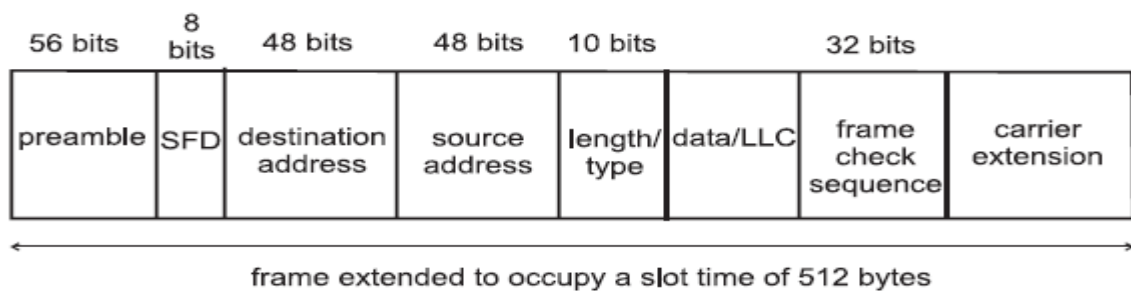 56 bits
8
bits
48 bits
48 bits
10 bits
32 bits
preamble
SFD
destination
address
source
address
length/
type
data/LLC
frame
check
sequence
carrier
extension
frame extended to occupy a slot time of 512 bytes